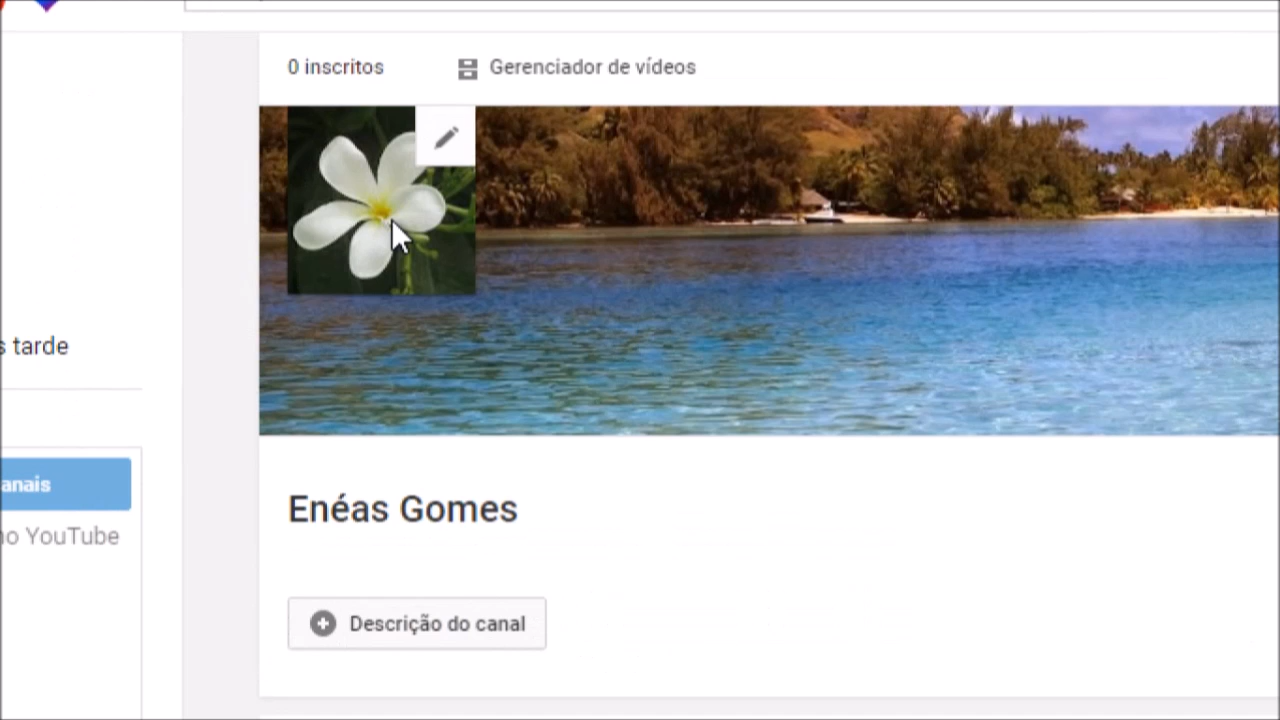 0 inscritos
Gerenciador de vídeos
s tarde
anais
no YouTube
Enéas Gomes
Descrição do canal